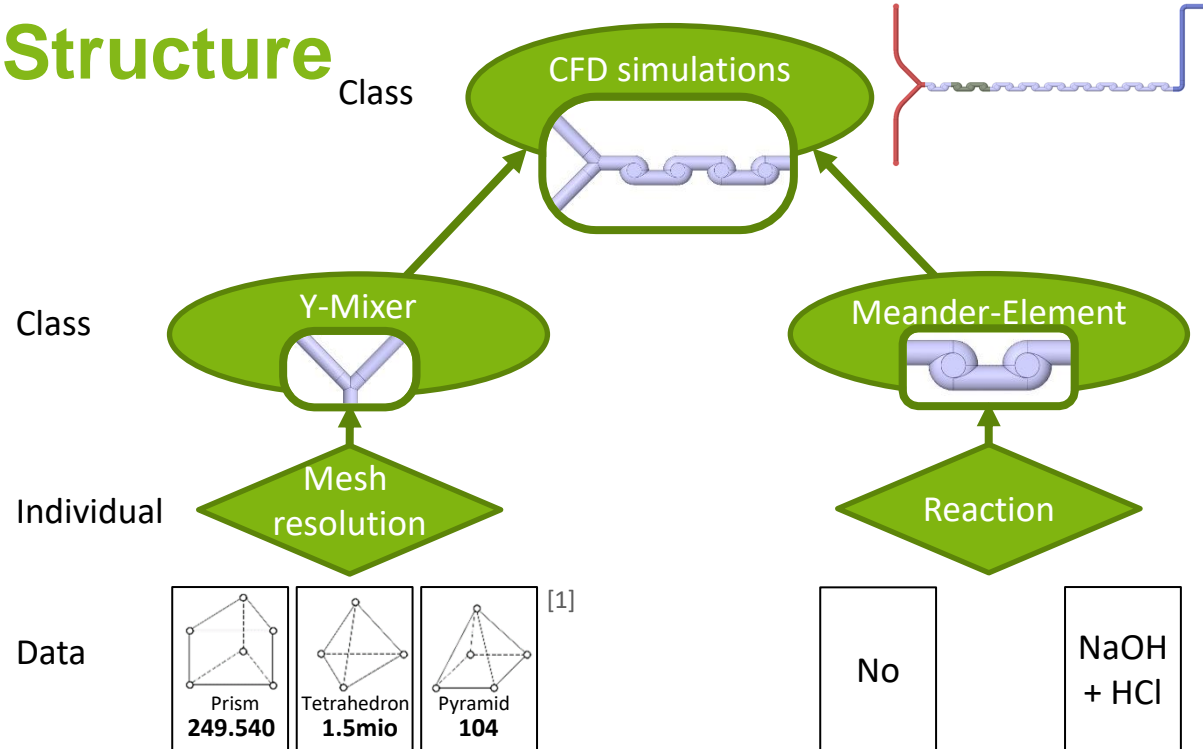 Structure
Class
CFD simulations
Class
Y-Mixer
Meander-Element
Individual
Mesh
resolution
Reaction
Data
Prism
249.540
Tetrahedron
1.5mio
Pyramid
104
[1]
No
NaOH
+ HCl